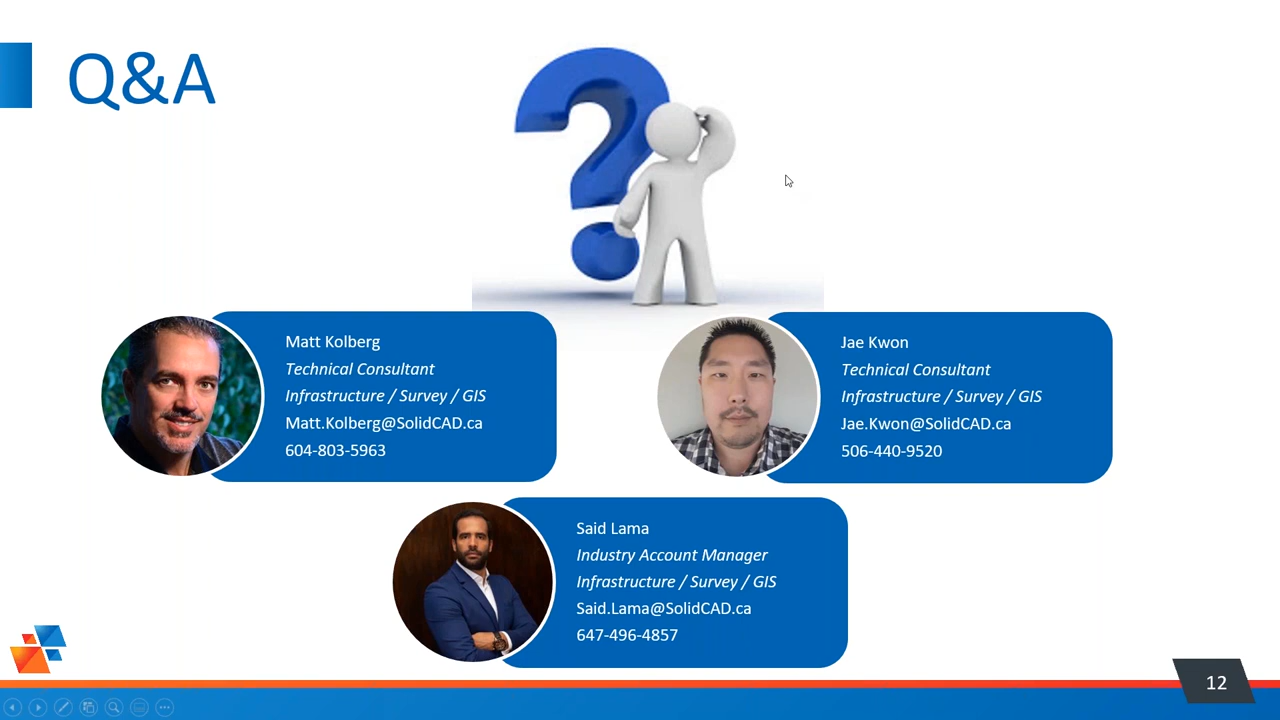 Q&A
Matt Kolberg
Technical Consultant
Infrastructure / Survey / GIS
Matt.Kolberg@SolidCAD.ca
604-803-5963
Jae Kwon
Technical Consultant
Infrastructure / Survey / GIS
Jae.Kwon@SolidCAD.ca
506-440-9520
Said Lama
Industry Account Manager
Infrastructure / Survey / GIS
Said.Lama@SolidCAD.ca
647-496-4857
12